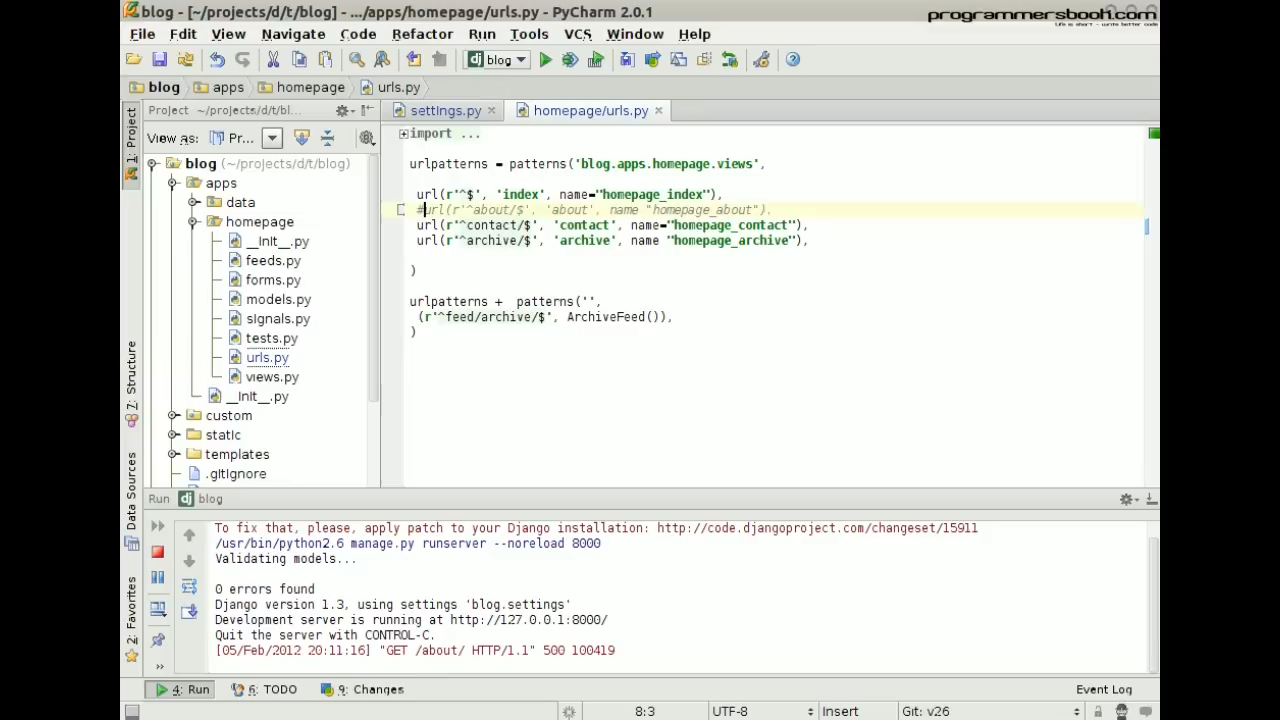 blog - [~/projects/d/t/blog] - .../apps/homepage/urls.py - PyCharm 2.0.1
programmersbook.com
File Edit View Navigate Code Refactor Run Tools VCS Window Help
blog
blog apps homepage urls.py
Project ~/projects/d/t/bl...
settings.py homepage/urls.py
1: Project
View as: Pr...
import ...
blog (~/projects/d/t/blog)
urlpatterns = patterns('blog.apps.homepage.views',
apps
url(r'^$', 'index', name="homepage_index"),
data
#url(r'^about/$', 'about', name "homepage_about"),
homepage
url(r'^contact/$', 'contact', name="homepage_contact"),
__init__.py
url(r'^archive/$', 'archive', name "homepage_archive"),
feeds.py
)
forms.py
models.py
urlpatterns + patterns('',
signals.py
(r'^feed/archive/$', ArchiveFeed()),
tests.py
)
urls.py
7: Structure
views.py
__init__.py
custom
static
templates
.gitignore
Data Sources
Run blog
To fix that, please, apply patch to your Django installation: http://code.djangoproject.com/changeset/15911
/usr/bin/python2.6 manage.py runserver --noreload 8000
Validating models...
0 errors found
Django version 1.3, using settings 'blog.settings'
Development server is running at http://127.0.0.1:8000/
Quit the server with CONTROL-C.
[05/Feb/2012 20:11:16] "GET /about/ HTTP/1.1" 500 100419
2: Favorites
4: Run 6: TODO 9: Changes Event Log
8:3 UTF-8 Insert Git: v26